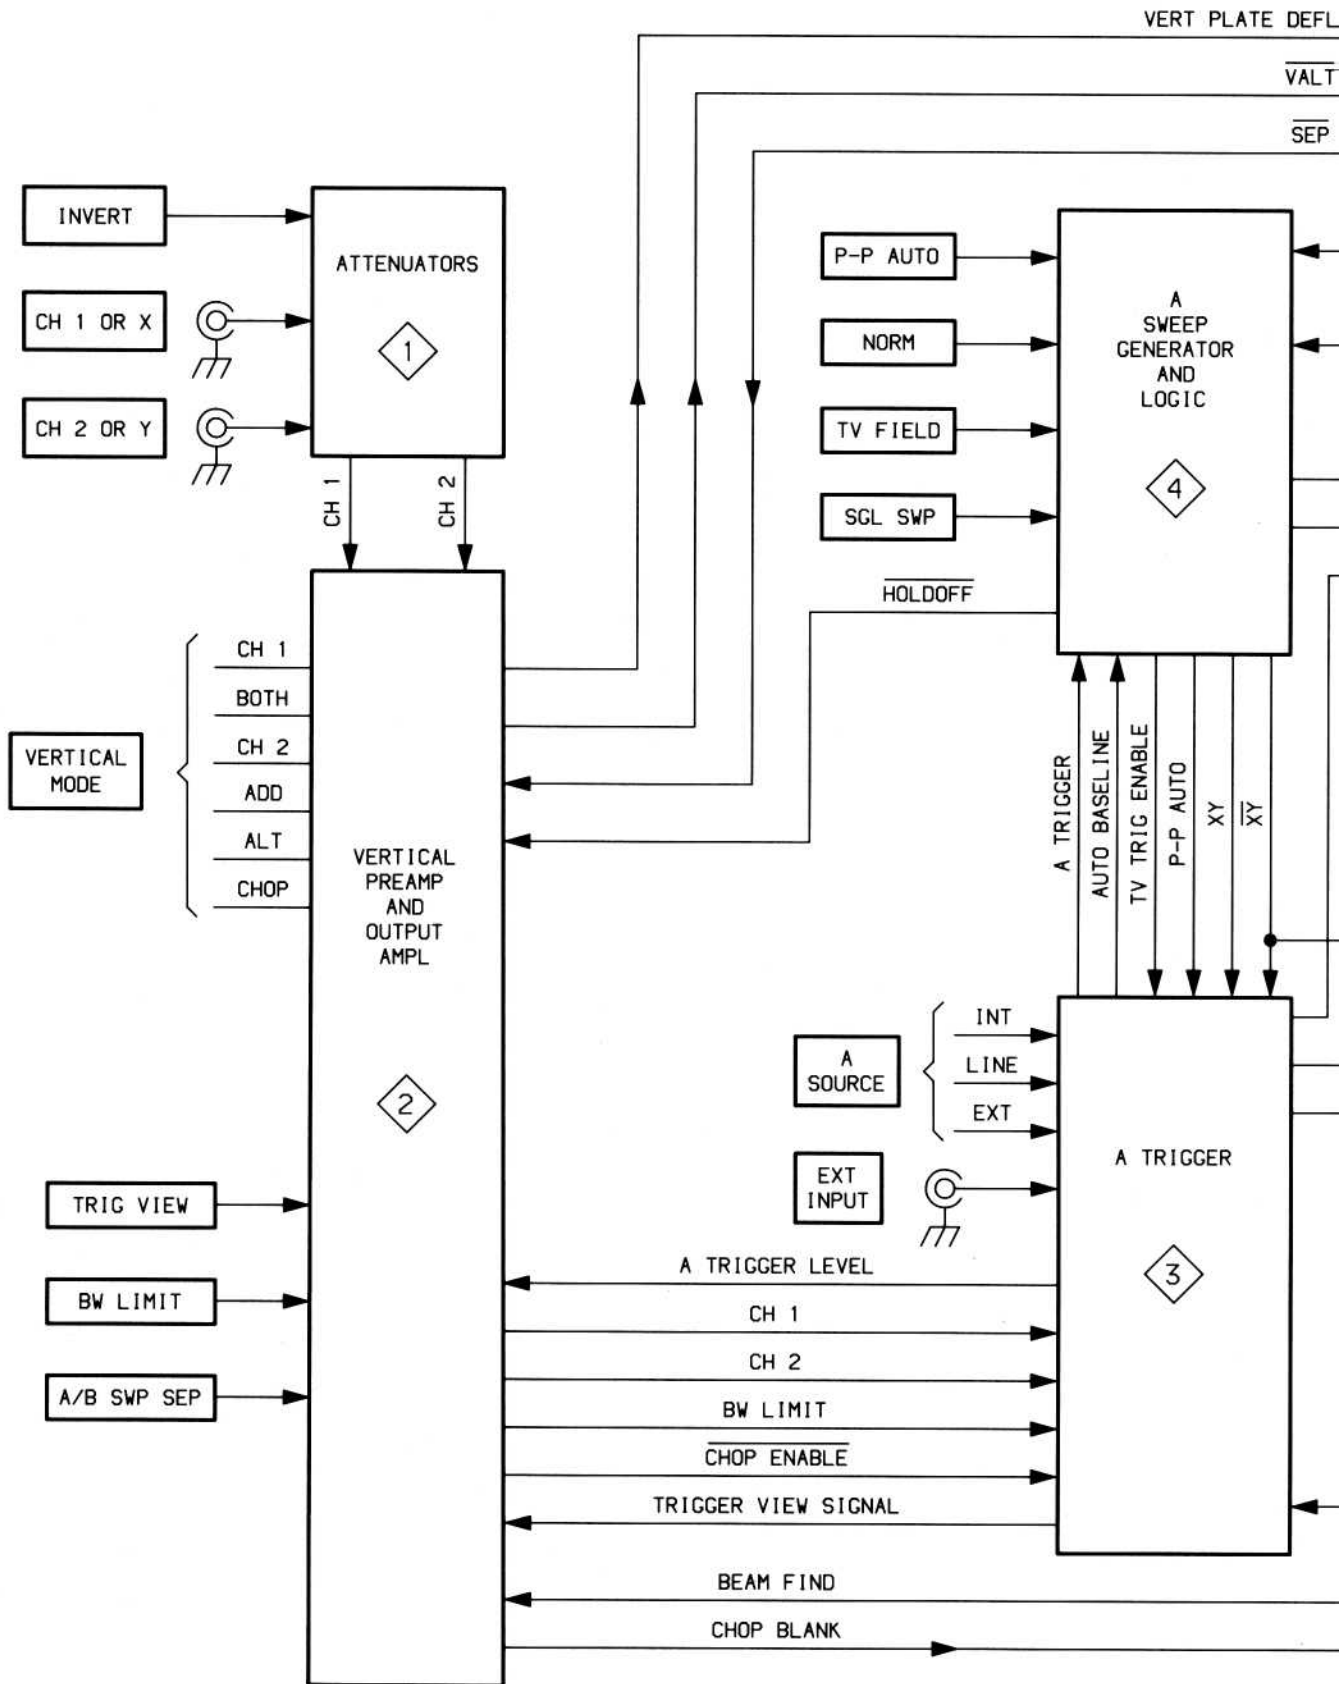 VERT PLATE DEFL
VALT
SEP
INVERT
CH 1 OR X
CH 2 OR Y
ATTENUATORS
1
CH 1
CH 2
P-P AUTO
NORM
TV FIELD
SGL SWP
A
SWEEP
GENERATOR
AND
LOGIC
4
HOLDOFF
VERTICAL
MODE
CH 1
BOTH
CH 2
ADD
ALT
CHOP
VERTICAL
PREAMP
AND
OUTPUT
AMPL
2
A TRIGGER
AUTO BASELINE
TV TRIG ENABLE
P-P AUTO
XY
XY
A
SOURCE
INT
LINE
EXT
EXT
INPUT
A TRIGGER
3
TRIG VIEW
BW LIMIT
A/B SWP SEP
A TRIGGER LEVEL
CH 1
CH 2
BW LIMIT
CHOP ENABLE
TRIGGER VIEW SIGNAL
BEAM FIND
CHOP BLANK